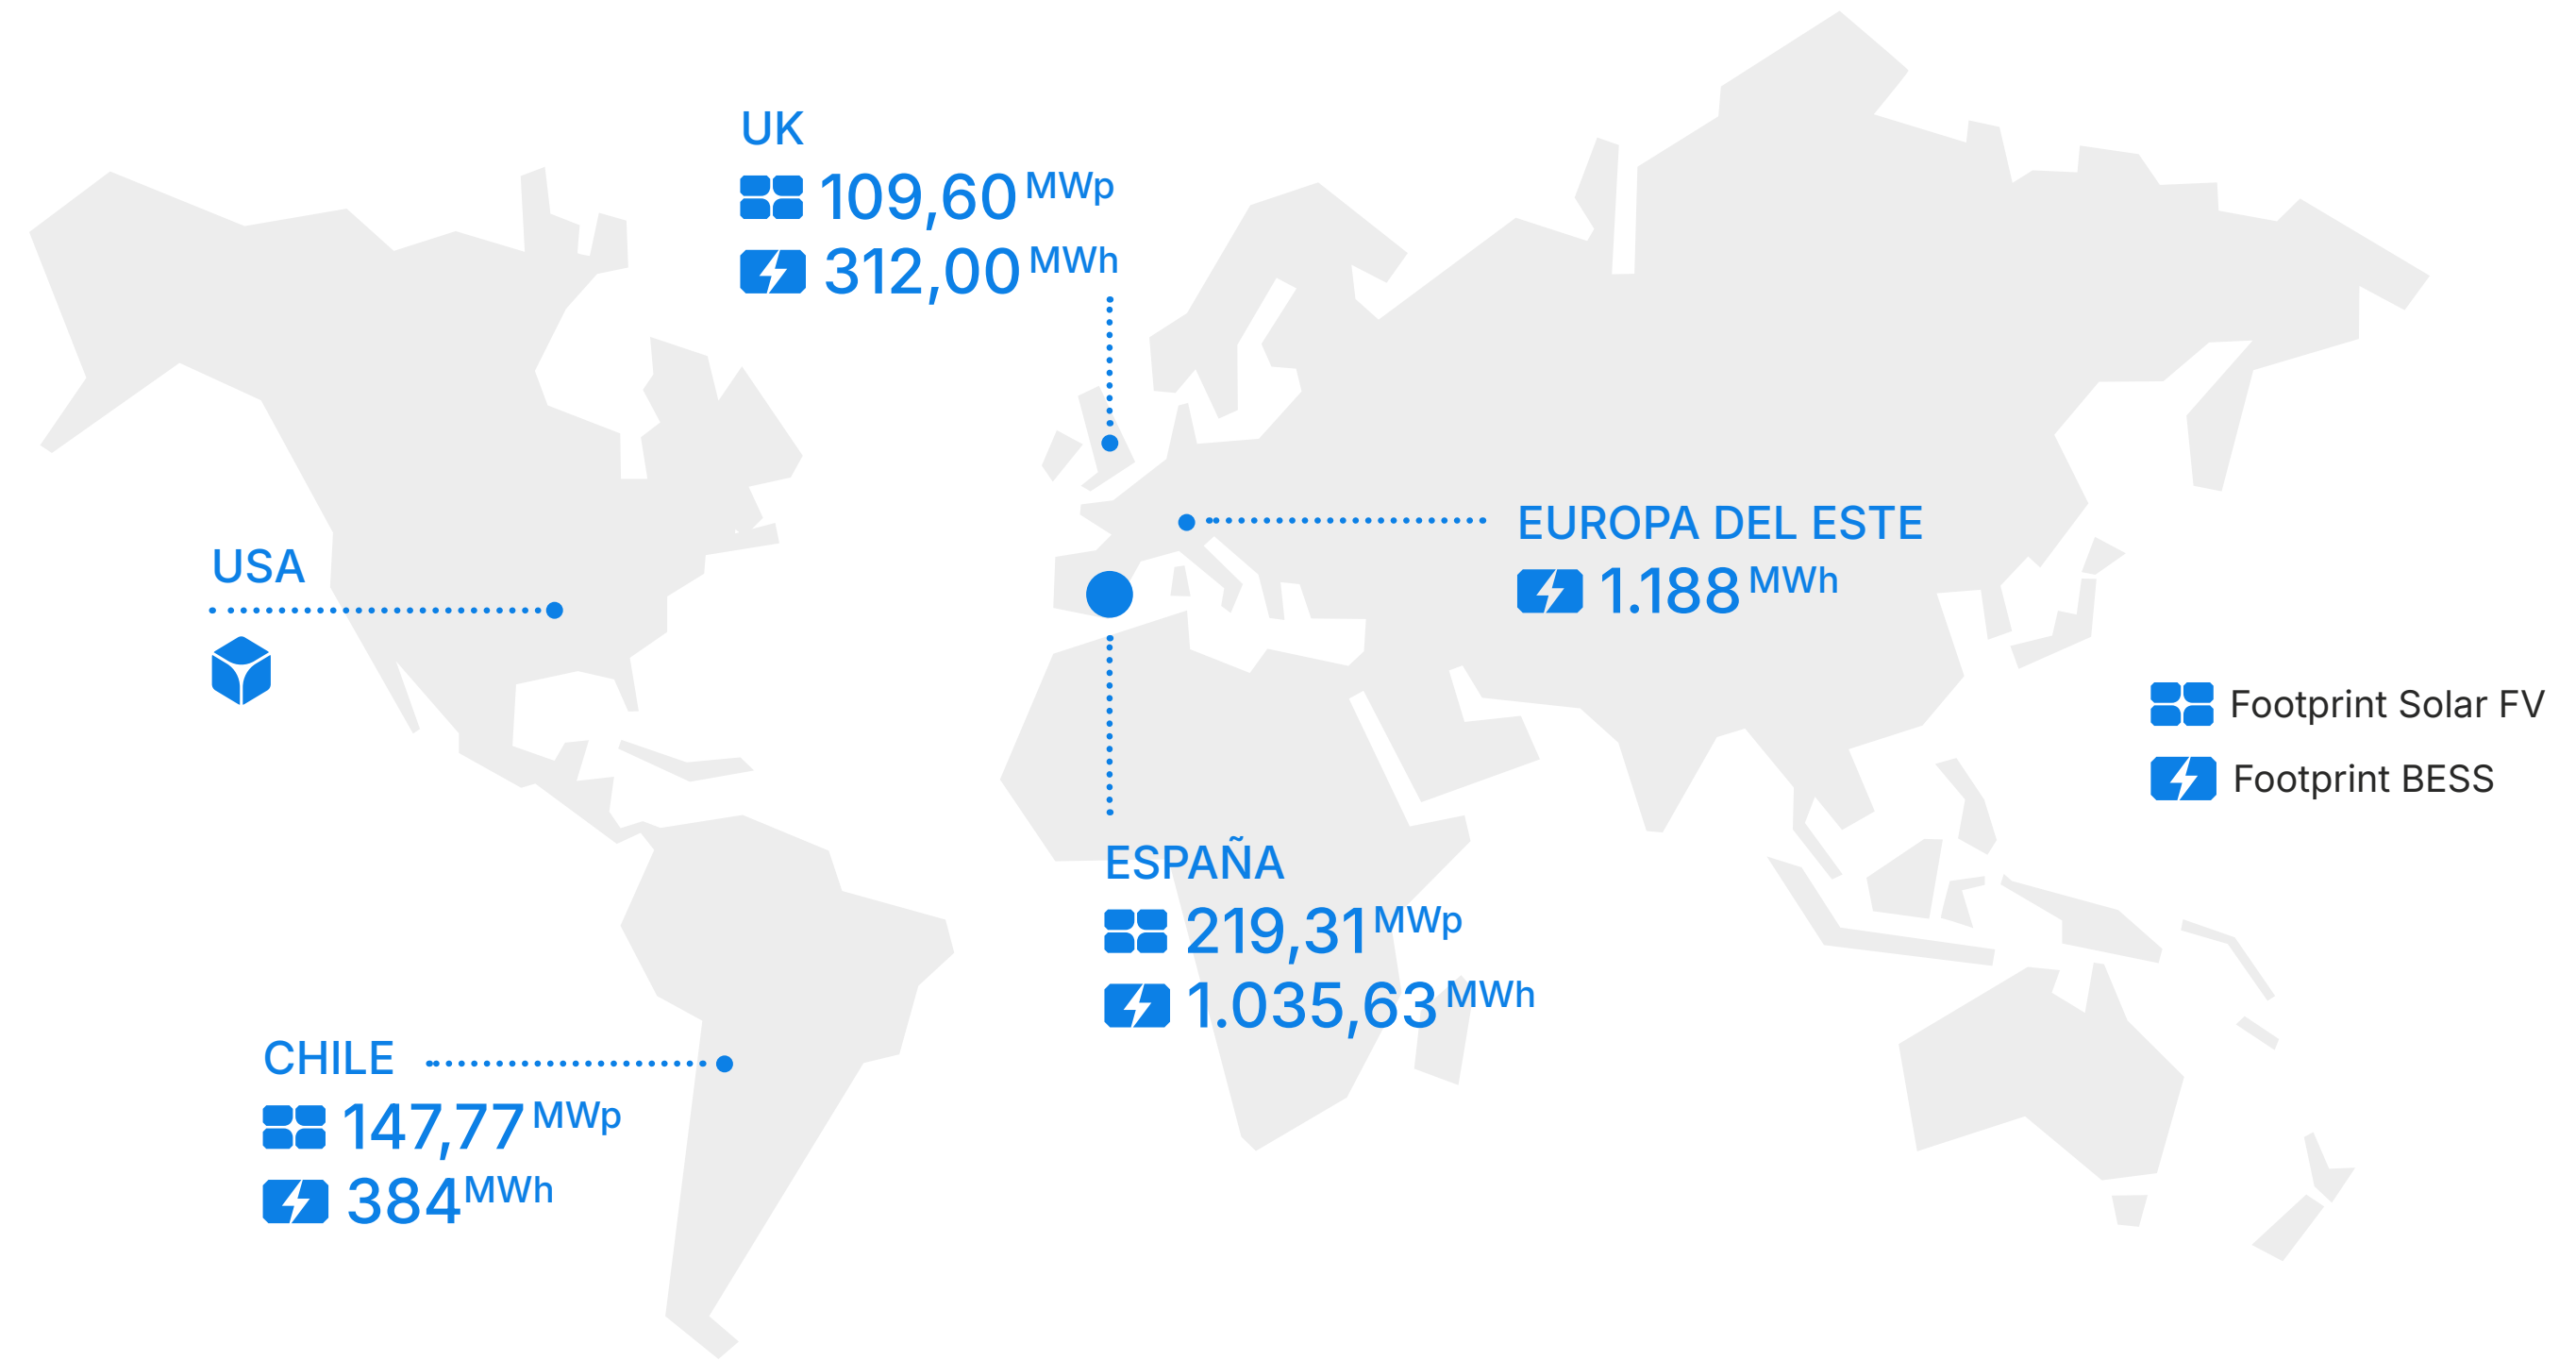 UK
109,60 MWp
312,00 MWh
USA
EUROPA DEL ESTE
1.188 MWh
Footprint Solar FV
Footprint BESS
ESPAÑA
219,31 MWp
1.035,63 MWh
CHILE
147,77 MWp
384 MWh